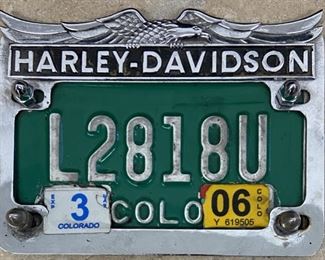 HARLEY-DAVIDSON
L2818U
3 COLO 06 COLO
COLORADO Y 619505